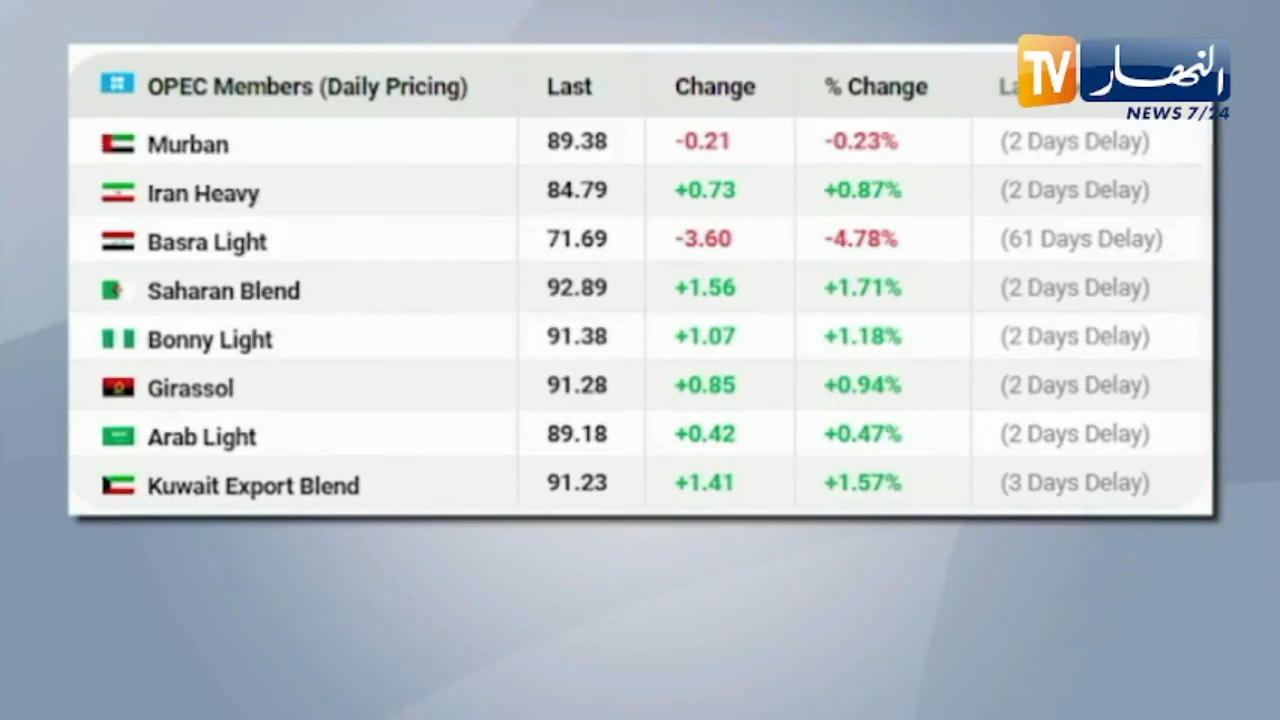 TV النهار
NEWS 7/24
OPEC Members (Daily Pricing) Last Change % Change
Murban 89.38 -0.21 -0.23% (2 Days Delay)
Iran Heavy 84.79 +0.73 +0.87% (2 Days Delay)
Basra Light 71.69 -3.60 -4.78% (61 Days Delay)
Saharan Blend 92.89 +1.56 +1.71% (2 Days Delay)
Bonny Light 91.38 +1.07 +1.18% (2 Days Delay)
Girassol 91.28 +0.85 +0.94% (2 Days Delay)
Arab Light 89.18 +0.42 +0.47% (2 Days Delay)
Kuwait Export Blend 91.23 +1.41 +1.57% (3 Days Delay)